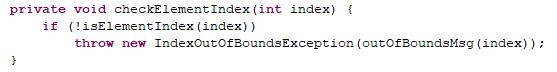 private void checkElementIndex(int index) {
    if (!isElementIndex(index))
        throw new IndexOutOfBoundsException(outOfBoundsMsg(index));
}